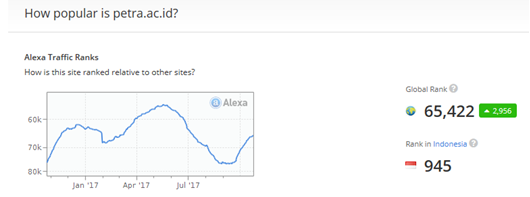 How popular is petra.ac.id?
Alexa Traffic Ranks
How is this site ranked relative to other sites?
Alexa
60k
70k
80k
Jan '17 Apr '17 Jul '17
Global Rank ?
65,422 2,956
Rank in Indonesia ?
945